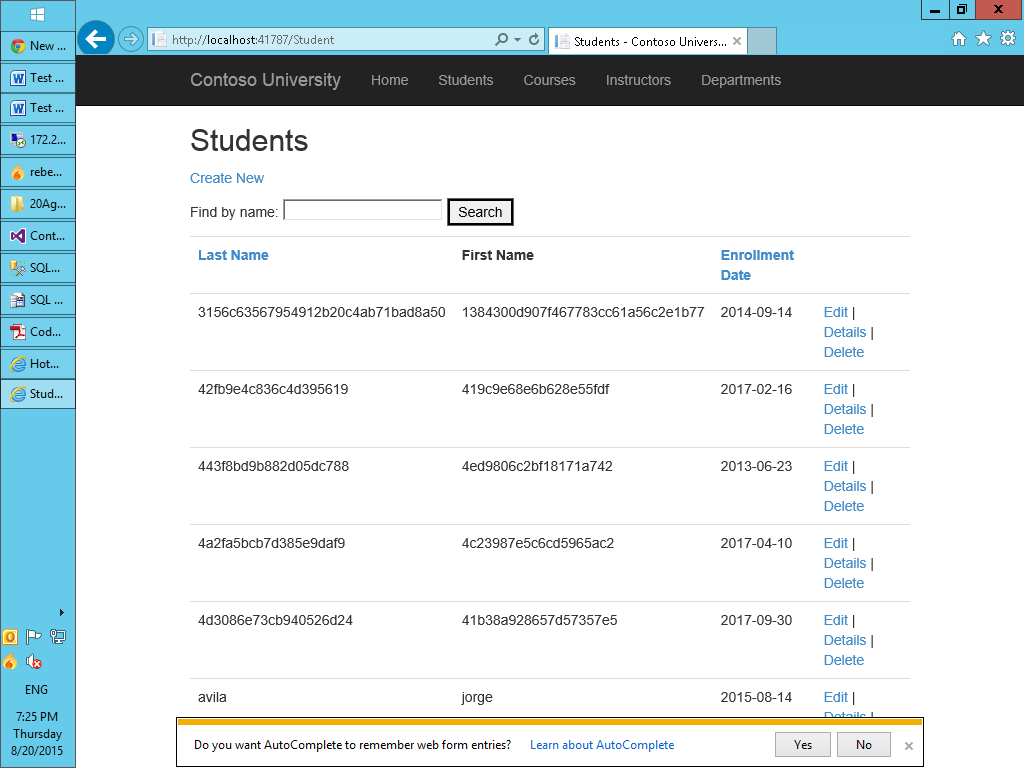 http://localhost:41787/Student
Students - Contoso Univers...
New ...
Test ...
Test ...
172.2...
rebe...
20Ag...
Cont...
SQL...
SQL ...
Cod...
Hot...
Stud...
ENG
7:25 PM
Thursday
8/20/2015
Contoso University Home Students Courses Instructors Departments
Students
Create New
Find by name: Search
Last Name First Name Enrollment
Date
3156c63567954912b20c4ab71bad8a50 1384300d907f467783cc61a56c2e1b77 2014-09-14 Edit |
Details |
Delete
42fb9e4c836c4d395619 419c9e68e6b628e55fdf 2017-02-16 Edit |
Details |
Delete
443f8bd9b882d05dc788 4ed9806c2bf18171a742 2013-06-23 Edit |
Details |
Delete
4a2fa5bcb7d385e9daf9 4c23987e5c6cd5965ac2 2017-04-10 Edit |
Details |
Delete
4d3086e73cb940526d24 41b38a928657d57357e5 2017-09-30 Edit |
Details |
Delete
avila jorge 2015-08-14 Edit |
Details |
Do you want AutoComplete to remember web form entries? Learn about AutoComplete Yes No